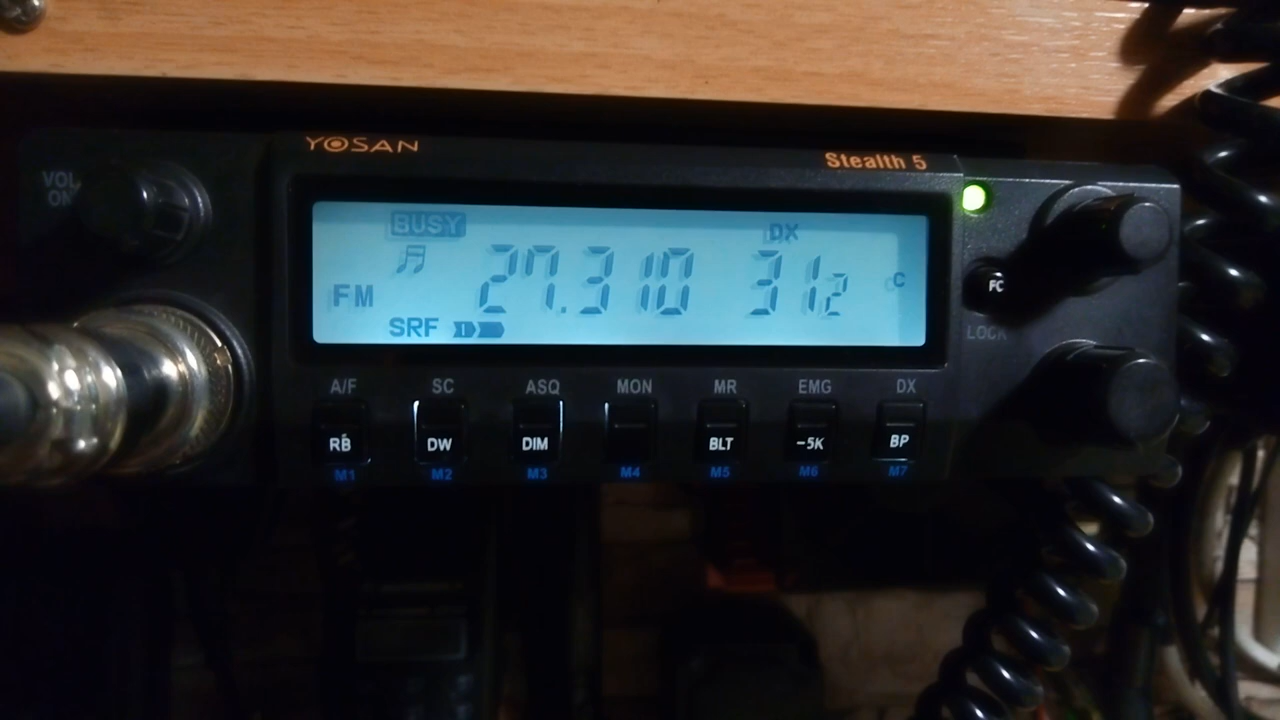 YOSAN
Stealth 5
VOL
ON
BUSY
DX
FM
27.310
31
2
C
SRF
FC
LOCK
A/F
SC
ASQ
MON
MR
EMG
DX
RB
DW
DIM
BLT
-5K
BP
M1
M2
M3
M4
M5
M6
M7